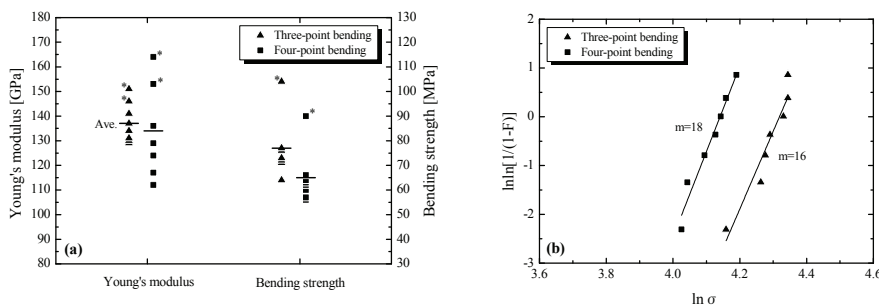 Three-point bending
Four-point bending
180
170
160
150
140
130
120
110
100
90
80
Young's modulus [GPa]
130
120
110
100
90
80
70
60
50
40
30
Bending strength [MPa]
*
*
*
*
*
*
Ave.
(a)
Young's modulus
Bending strength
Three-point bending
Four-point bending
2
1
0
-1
-2
-3
lnln[1/(1-F)]
m=18
m=16
(b)
3.6
3.8
4.0
4.2
4.4
4.6
ln σ